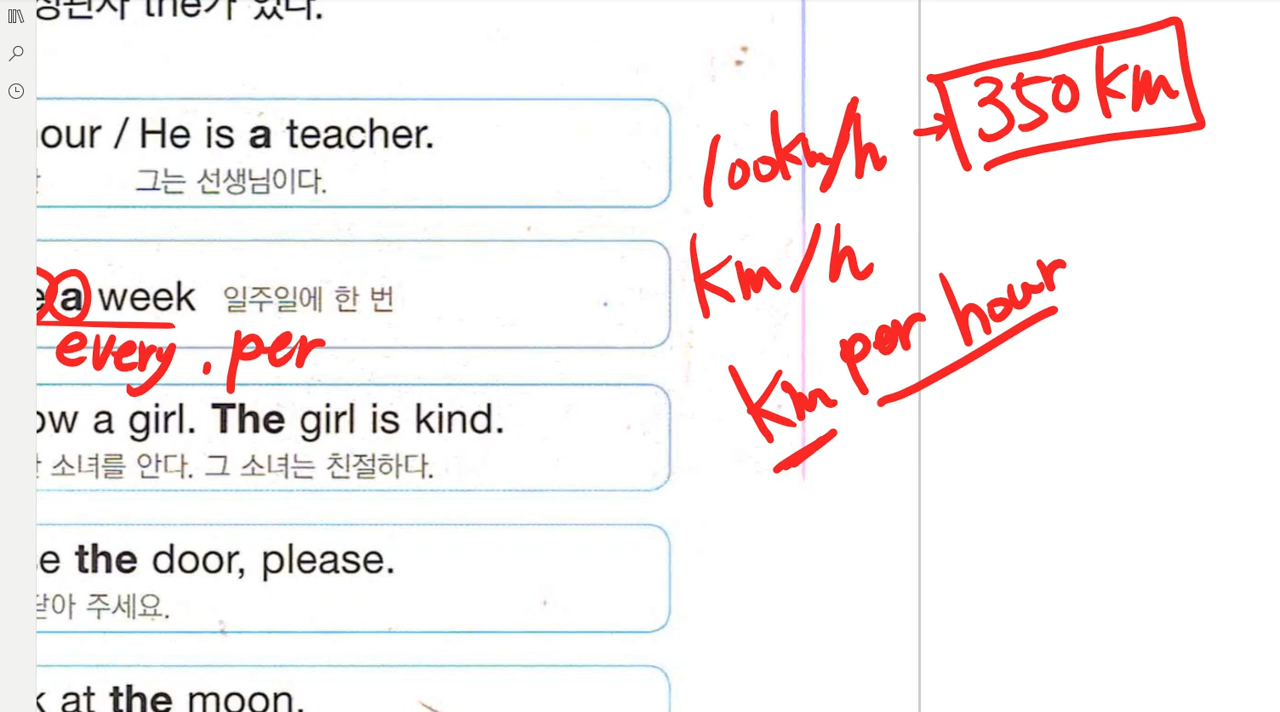 정관사 the가 있다.
our / He is a teacher.
그는 선생님이다.
a week 일주일에 한 번
every . per
ow a girl. The girl is kind.
소녀를 안다. 그 소녀는 친절하다.
e the door, please.
닫아 주세요.
k at the moon.
100km/h → 350 km
km/h
km per hour